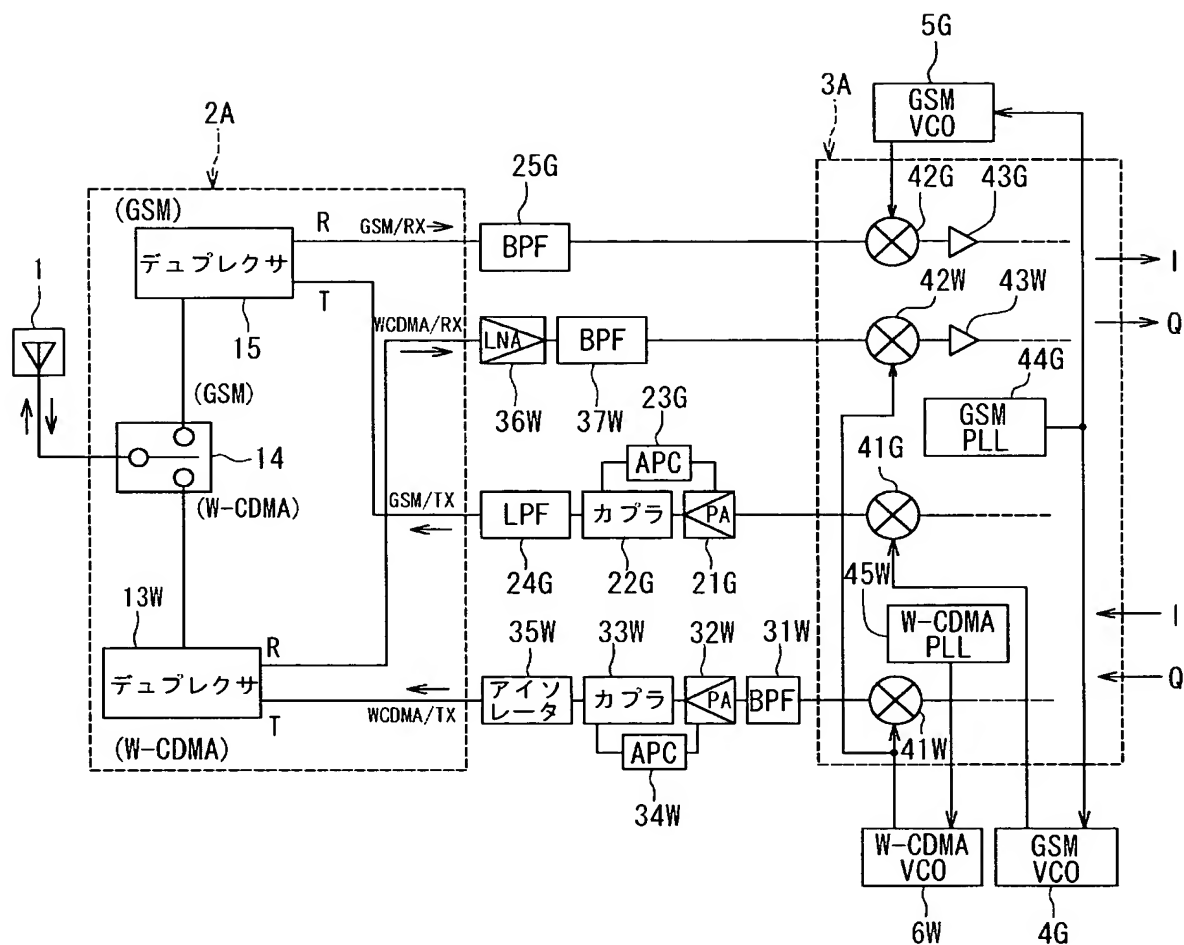 5G
GSM
VCO
3A
2A
25G
42G
43G
(GSM)
R
GSM/RX
BPF
I
デュプレクサ
T
1
15
WCDMA/RX
LNA
BPF
42W
43W
Q
(GSM)
36W
37W
23G
44G
GSM
PLL
14
APC
41G
(W-CDMA)
GSM/TX
LPF
カプラ
PA
24G
22G
21G
45W
13W
35W
33W
32W
31W
W-CDMA
PLL
I
R
デュプレクサ
アイソ
レータ
カプラ
PA
BPF
Q
T
WCDMA/TX
41W
(W-CDMA)
APC
34W
W-CDMA
VCO
GSM
VCO
6W
4G